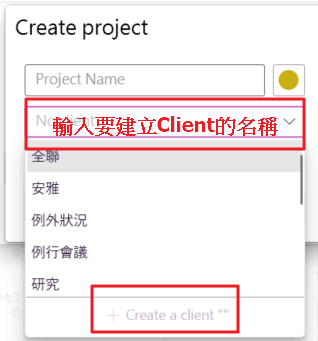 Create project
Project Name
No client
輸入要建立Client的名稱
全聯
安雅
例外狀況
例行會議
研究
+ Create a client ""